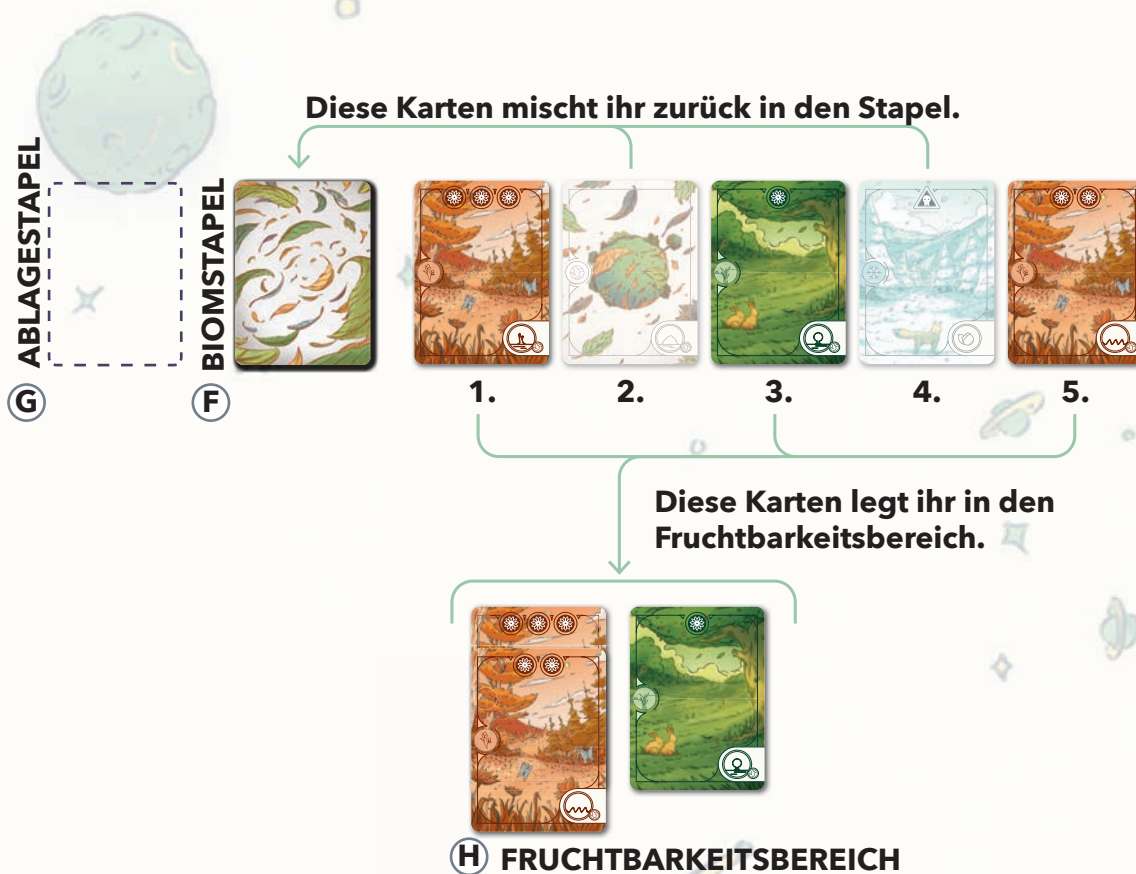 Diese Karten mischt ihr zurück in den Stapel.
ABLAGESTAPEL
G
BIOMSTAPEL
F
1.
2.
3.
4.
5.
Diese Karten legt ihr in den
Fruchtbarkeitsbereich.
H FRUCHTBARKEITSBEREICH